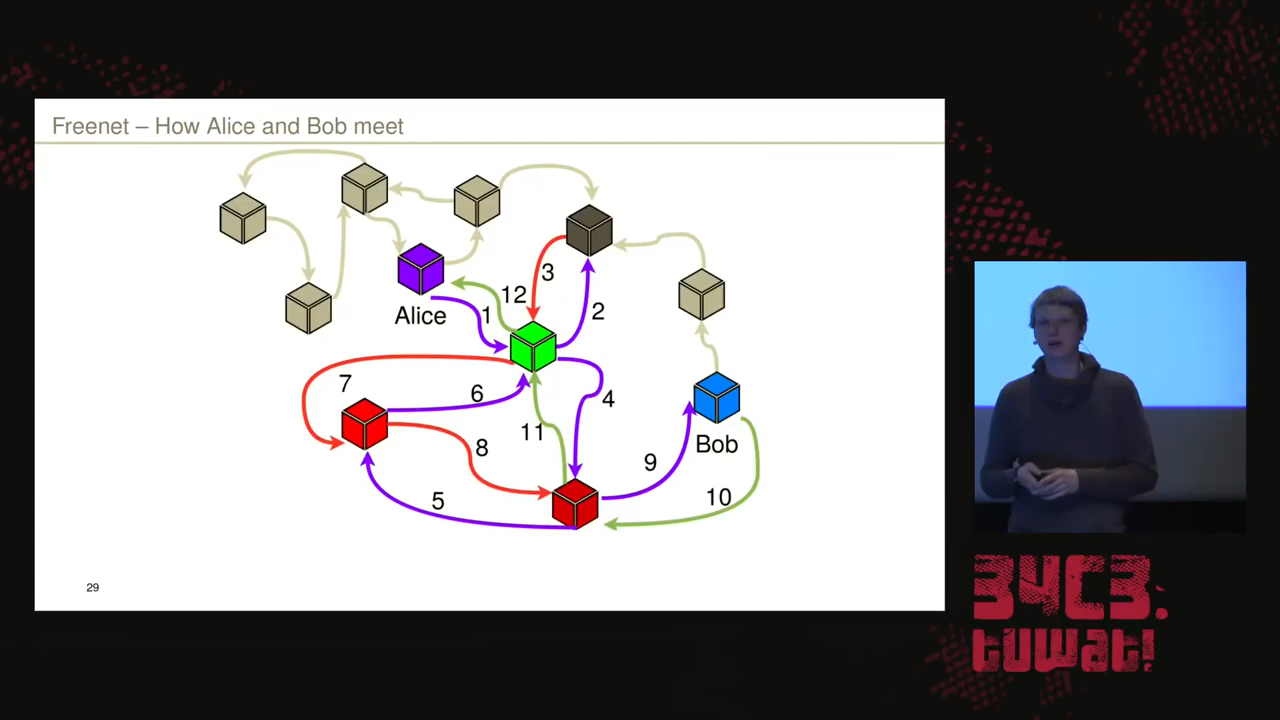 Freenet – How Alice and Bob meet
3
12
2
Alice
1
7
6
4
11
8
Bob
9
5
10
29
34C3.
tuwat!